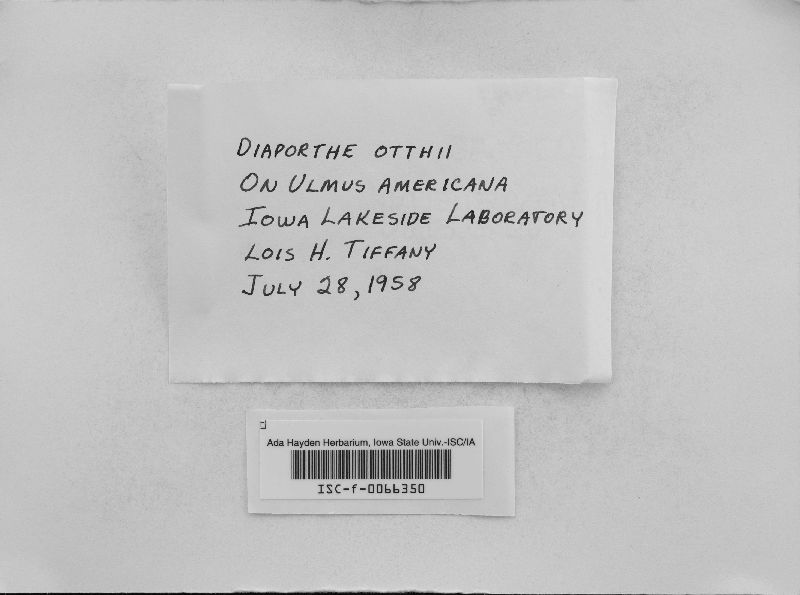 DIAPORTHE OTTHII
ON ULMUS AMERICANA
IOWA LAKESIDE LABORATORY
LOIS H. TIFFANY
JULY 28, 1958
Ada Hayden Herbarium, Iowa State Univ.-ISC/IA
ISC-f-0066350